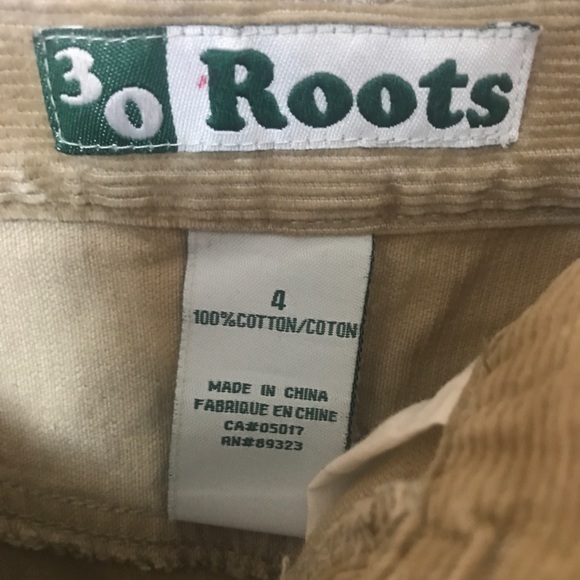 30 Roots
4
100%COTTON/COTON
MADE IN CHINA
FABRIQUE EN CHINE
CA#05017
RN#89323